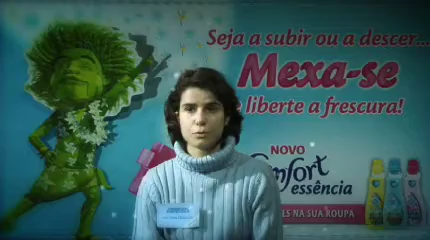 Seja a subir ou a descer...
Mexa-se
e liberte a frescura!
NOVO
Comfort
essência
NA SUA ROUPA